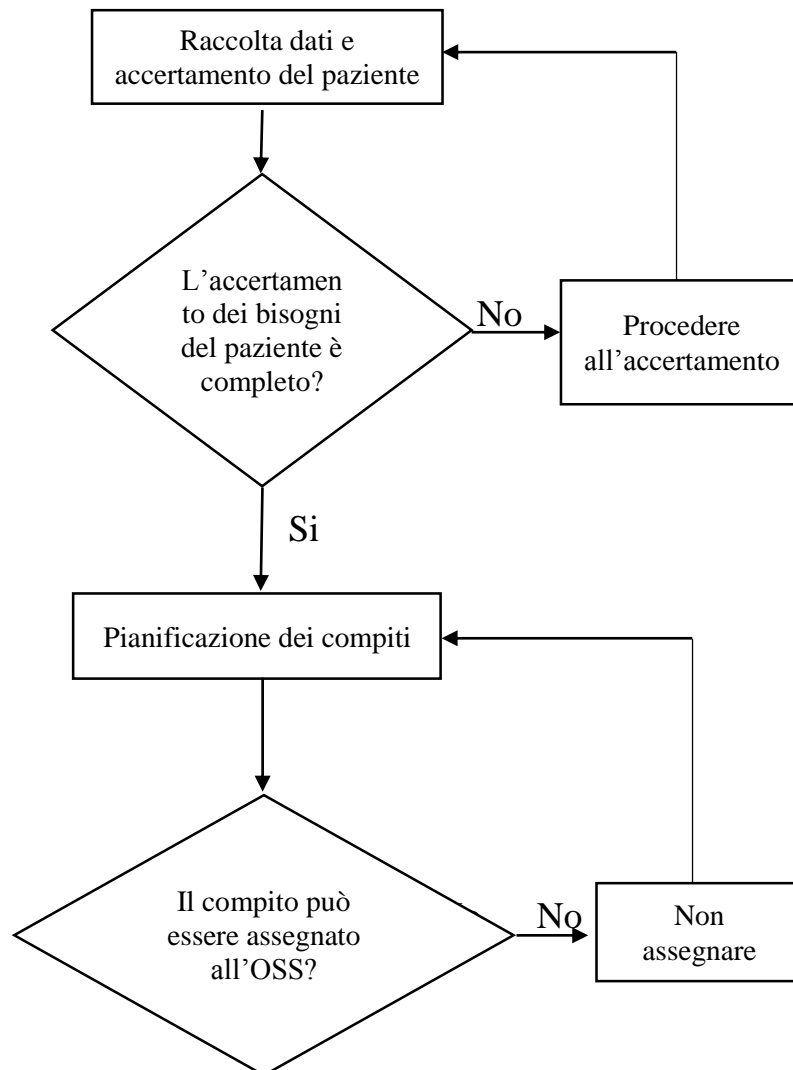 Raccolta dati e
accertamento del paziente
L’accertamen
to dei bisogni
del paziente è
completo?
No
Procedere
all’accertamento
Si
Pianificazione dei compiti
Il compito può
essere assegnato
all’OSS?
No
Non
assegnare